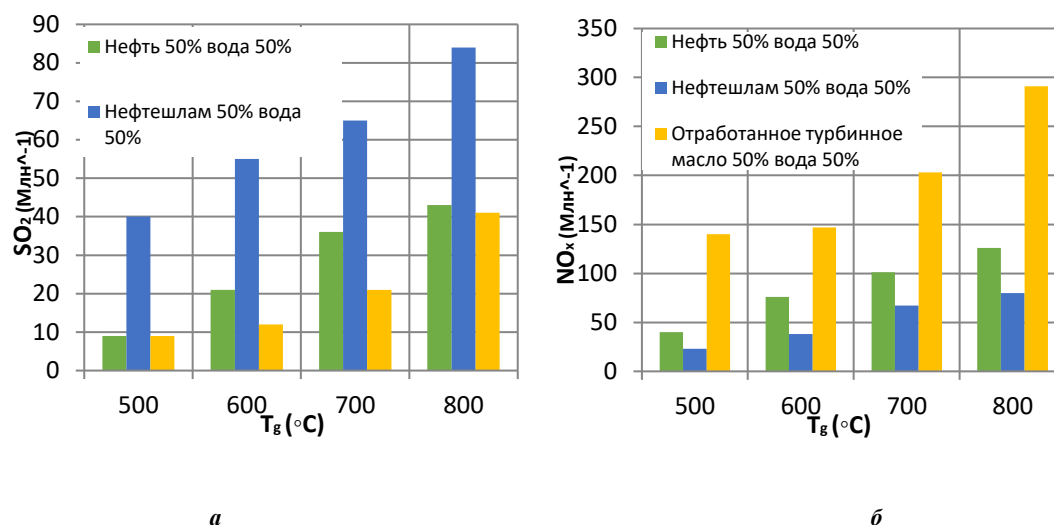 90
80
70
60
50
40
30
20
10
0
SO₂ (Млн^-1)
Нефть 50% вода 50%
Нефтешлам 50% вода
50%
500 600 700 800
Tg (◦C)
а
350
300
250
200
150
100
50
0
NOₓ (Млн^-1)
Нефть 50% вода 50%
Нефтешлам 50% вода 50%
Отработанное турбинное
масло 50% вода 50%
500 600 700 800
Tg (◦C)
б